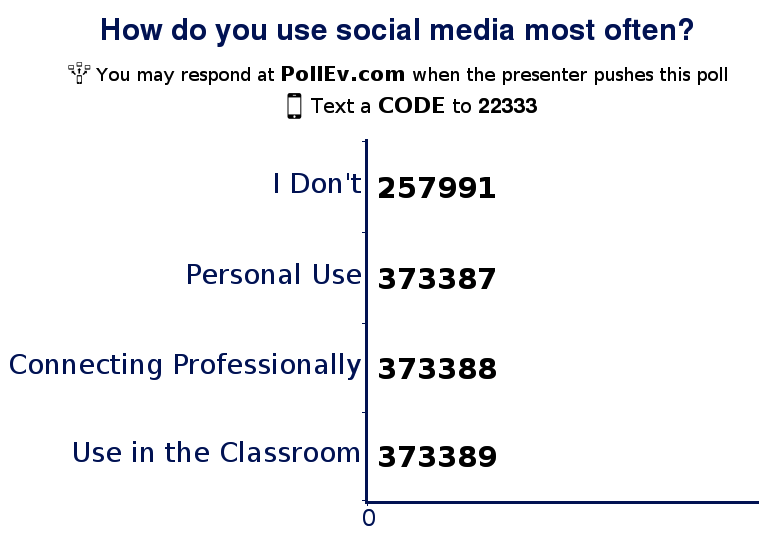 How do you use social media most often?
You may respond at PollEv.com when the presenter pushes this poll
Text a CODE to 22333
I Don't 257991
Personal Use 373387
Connecting Professionally 373388
Use in the Classroom 373389
0